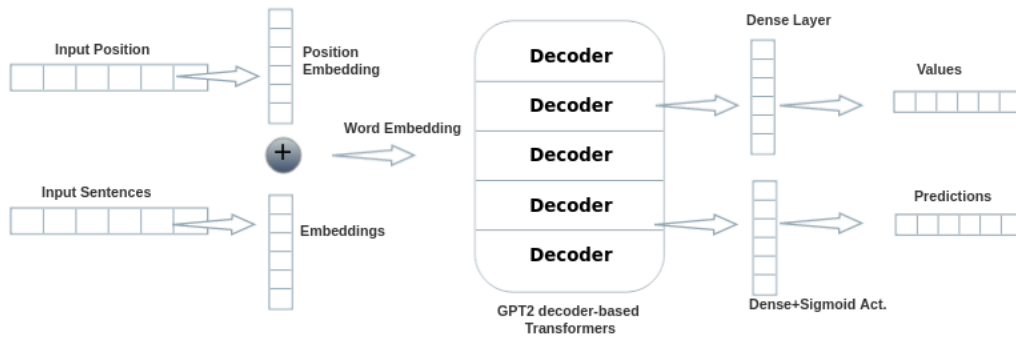 Input Position
Position
Embedding
+
Word Embedding
Input Sentences
Embeddings
Decoder
Decoder
Decoder
Decoder
Decoder
GPT2 decoder-based
Transformers
Dense Layer
Values
Predictions
Dense+Sigmoid Act.